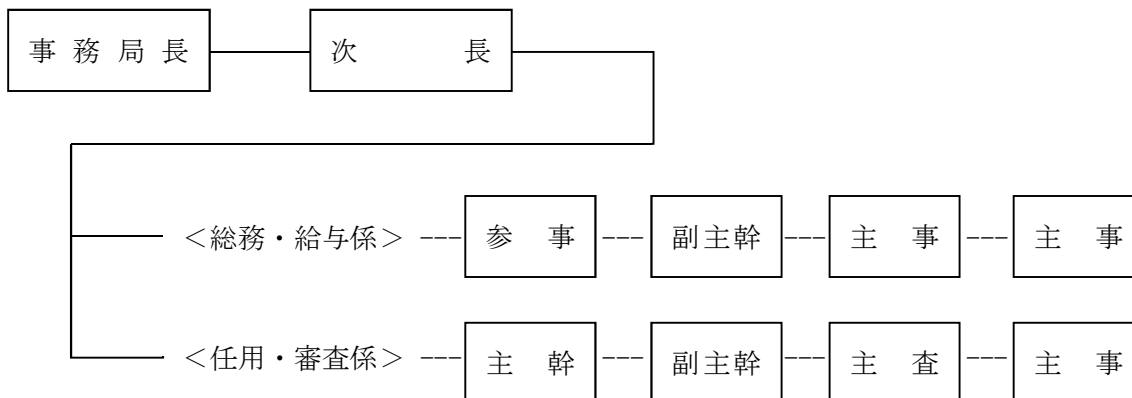 事務局長 次長
＜総務・給与係＞ 参事 副主幹 主事 主事
＜任用・審査係＞ 主幹 副主幹 主査 主事